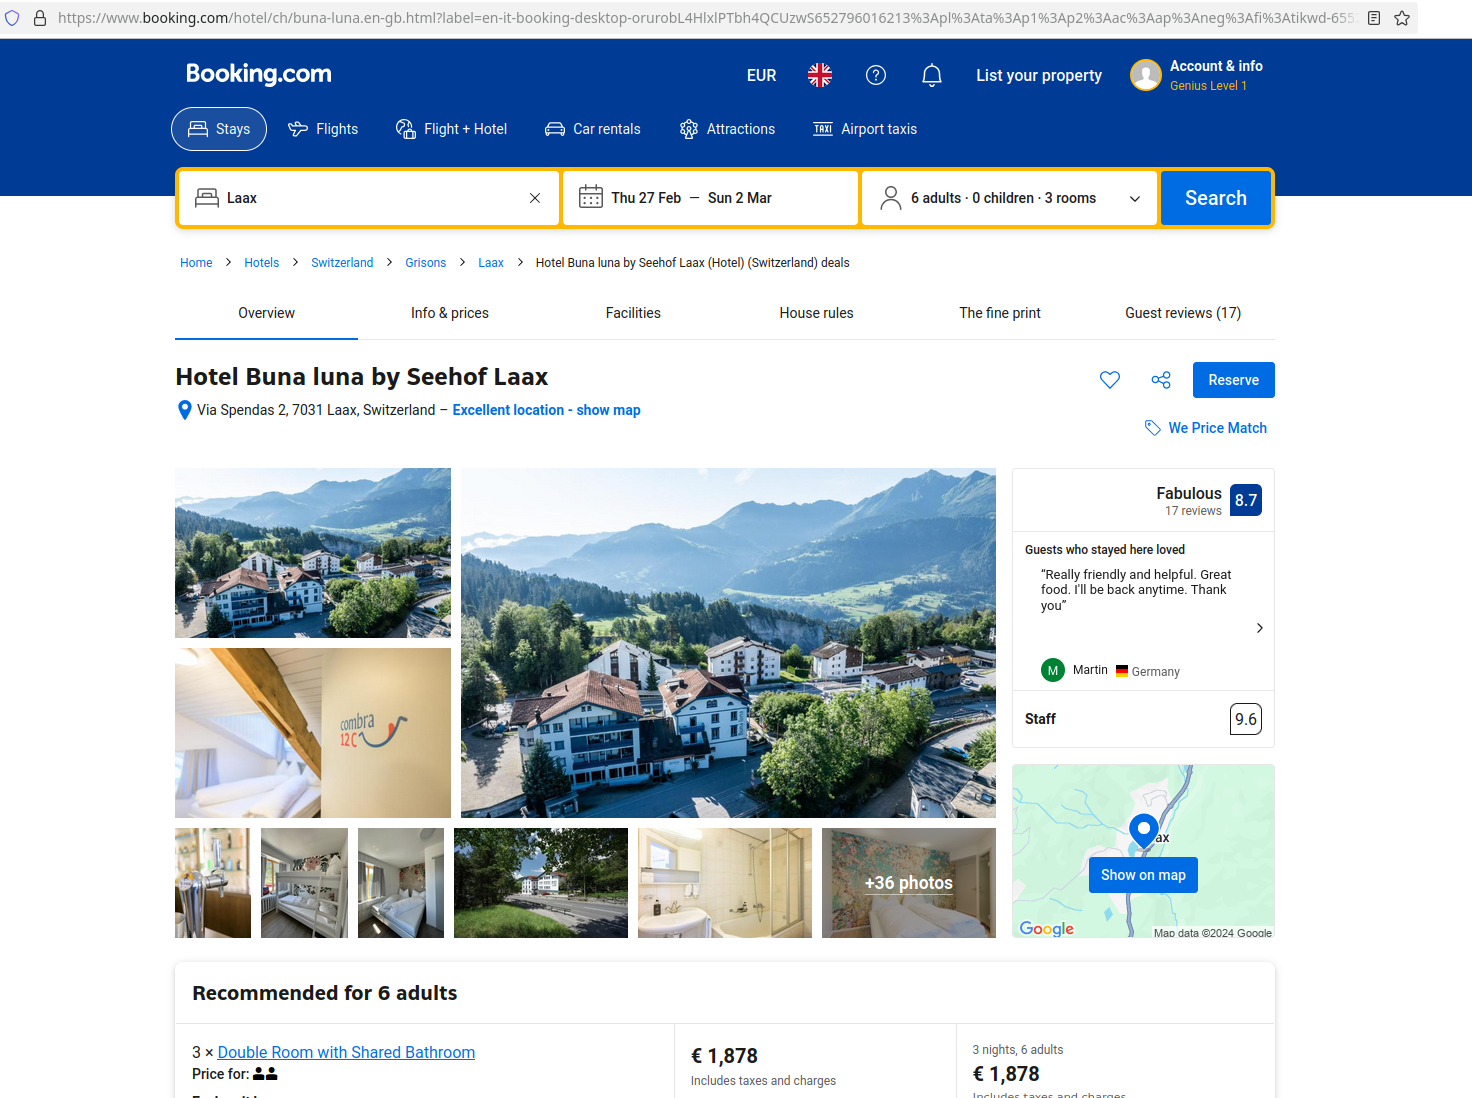 https://www.booking.com/hotel/ch/buna-luna.en-gb.html?label=en-it-booking-desktop-orurobL4HlxlPTbh4QCUzwS652796016213%3Apl%3Ata%3Ap1%3Ap2%3Aac%3Aap%3Aneg%3Afi%3Atikwd-655
Booking.com
EUR
List your property
Account & info
Genius Level 1
Stays
Flights
Flight + Hotel
Car rentals
Attractions
TAXI
Airport taxis
Laax
Thu 27 Feb — Sun 2 Mar
6 adults · 0 children · 3 rooms
Search
Home
Hotels
Switzerland
Grisons
Laax
Hotel Buna luna by Seehof Laax (Hotel) (Switzerland) deals
Overview
Info & prices
Facilities
House rules
The fine print
Guest reviews (17)
Hotel Buna luna by Seehof Laax
Reserve
Via Spendas 2, 7031 Laax, Switzerland – Excellent location - show map
We Price Match
Fabulous
17 reviews
8.7
Guests who stayed here loved
“Really friendly and helpful. Great
food. I'll be back anytime. Thank
you”
M
Martin
Germany
Staff
9.6
combra
12 C
+36 photos
ax
Show on map
Google
Map data ©2024 Google
Recommended for 6 adults
3 × Double Room with Shared Bathroom
Price for:
€ 1,878
Includes taxes and charges
3 nights, 6 adults
€ 1,878
Includes taxes and charges